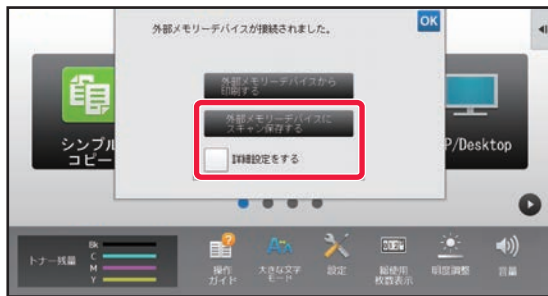 外部メモリーデバイスが接続されました。
OK
外部メモリーデバイスから
印刷する
外部メモリーデバイスに
スキャン保存する
詳細設定をする
シンプル
コピー
P/Desktop
トナー残量
Bk
C
M
Y
操作
ガイド
大きな文字
モード
設定
総使用
枚数表示
明度調整
音量